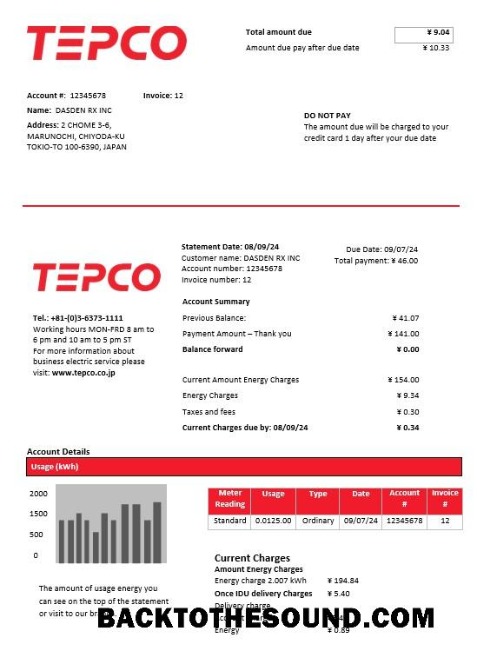 TEPCO
Total amount due ¥ 9.04
Amount due pay after due date ¥ 10.33
Account #: 12345678 Invoice: 12
Name: DASDEN RX INC
Address: 2 CHOME 3-6,
MARUNOCHI, CHIYODA-KU
TOKIO-TO 100-6390, JAPAN
DO NOT PAY
The amount due will be charged to your
credit card 1 day after your due date
TEPCO
Tel.: +81-(0)3-6373-1111
Working hours MON-FRD 8 am to
6 pm and 10 am to 5 pm ST
For more information about
business electric service please
visit: www.tepco.co.jp
Statement Date: 08/09/24
Customer name: DASDEN RX INC
Account number: 12345678
Invoice number: 12
Due Date: 09/07/24
Total payment: ¥ 46.00
Account Summary
Previous Balance: ¥ 41.07
Payment Amount – Thank you ¥ 141.00
Balance forward ¥ 0.00
Current Amount Energy Charges ¥ 154.00
Energy Charges ¥ 9.34
Taxes and fees ¥ 0.30
Current Charges due by: 08/09/24 ¥ 0.34
Account Details
Usage (kWh)
2000
1500
500
0
The amount of usage energy you
can see on the top of the statement
or visit to our
Meter Reading Usage Type Date Account # Invoice #
Standard 0.0125.00 Ordinary 09/07/24 12345678 12
Current Charges
Amount Energy Charges
Energy charge 2.007 kWh ¥ 194.84
Once IDU delivery Charges ¥ 5.40
Delivery charge
Energy ¥ 0.89
BACKTOTHESOUND.COM